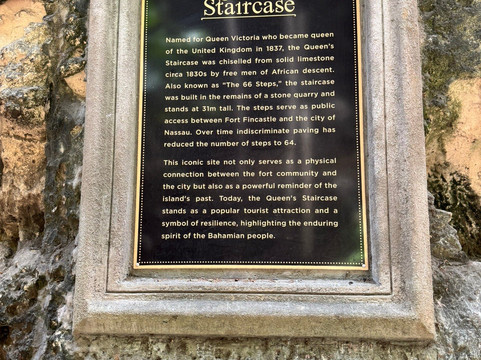 Staircase
Named for Queen Victoria who became queen
of the United Kingdom in 1837, the Queen's
Staircase was chiselled from solid limestone
circa 1830s by free men of African descent.
Also known as "The 66 Steps," the staircase
was built in the remains of a stone quarry and
stands at 31m tall. The steps serve as public
access between Fort Fincastle and the city of
Nassau. Over time indiscriminate paving has
reduced the number of steps to 64.
This iconic site not only serves as a physical
connection between the fort community and
the city but also as a powerful reminder of the
island's past. Today, the Queen's Staircase
stands as a popular tourist attraction and a
symbol of resilience, highlighting the enduring
spirit of the Bahamian people.